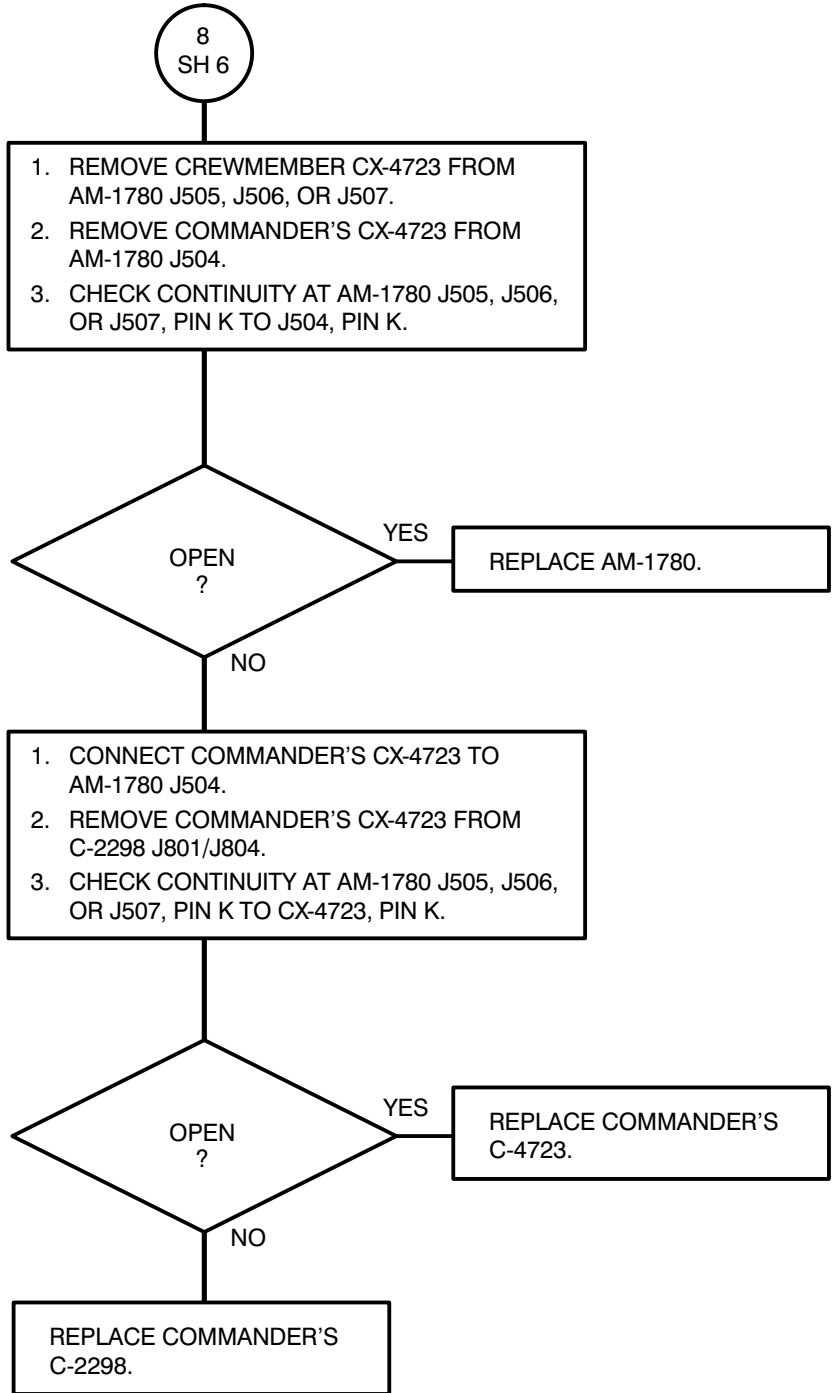 8
SH 6
1. REMOVE CREWMEMBER CX-4723 FROM
AM-1780 J505, J506, OR J507.
2. REMOVE COMMANDER'S CX-4723 FROM
AM-1780 J504.
3. CHECK CONTINUITY AT AM-1780 J505, J506,
OR J507, PIN K TO J504, PIN K.
OPEN
?
YES
REPLACE AM-1780.
NO
1. CONNECT COMMANDER'S CX-4723 TO
AM-1780 J504.
2. REMOVE COMMANDER'S CX-4723 FROM
C-2298 J801/J804.
3. CHECK CONTINUITY AT AM-1780 J505, J506,
OR J507, PIN K TO CX-4723, PIN K.
OPEN
?
YES
REPLACE COMMANDER'S
C-4723.
NO
REPLACE COMMANDER'S
C-2298.